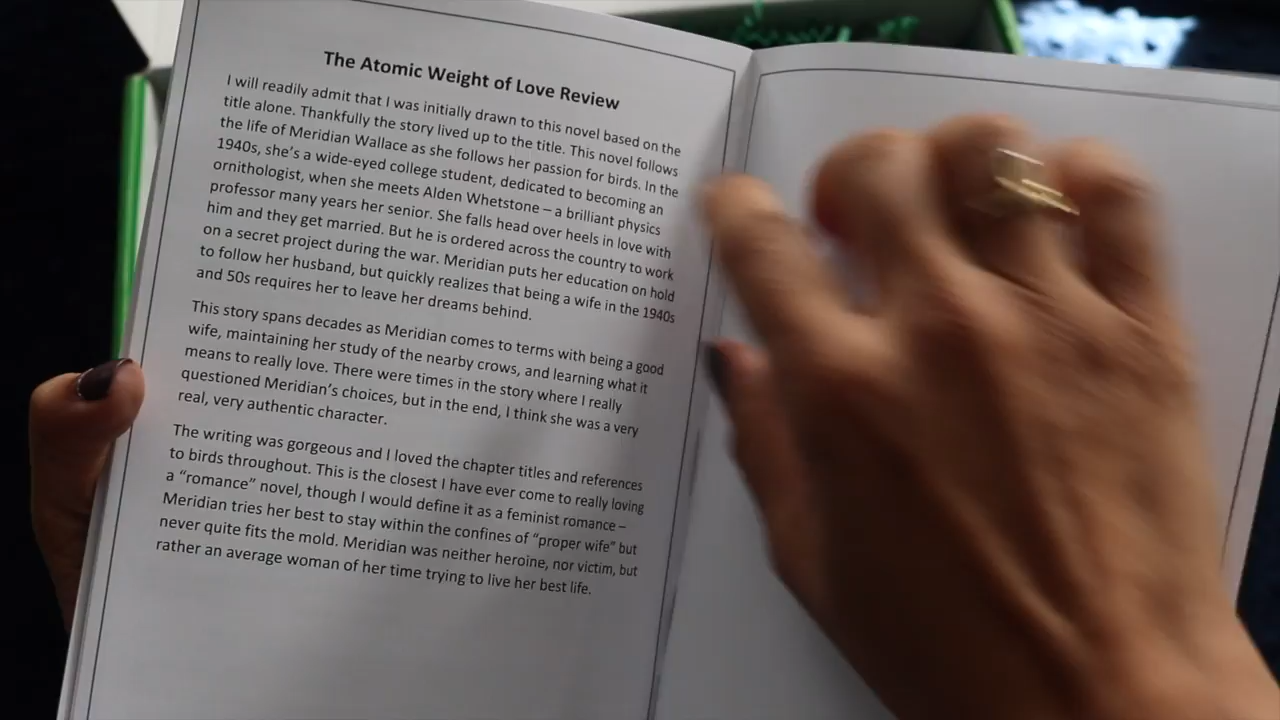 The Atomic Weight of Love Review
I will readily admit that I was initially drawn to this novel based on the
title alone. Thankfully the story lived up to the title. This novel follows
the life of Meridian Wallace as she follows her passion for birds. In the
1940s, she's a wide-eyed college student, dedicated to becoming an
ornithologist, when she meets Alden Whetstone – a brilliant physics
professor many years her senior. She falls head over heels in love with
him and they get married. But he is ordered across the country to work
on a secret project during the war. Meridian puts her education on hold
to follow her husband, but quickly realizes that being a wife in the 1940s
and 50s requires her to leave her dreams behind.
This story spans decades as Meridian comes to terms with being a good
wife, maintaining her study of the nearby crows, and learning what it
means to really love. There were times in the story where I really
questioned Meridian's choices, but in the end, I think she was a very
real, very authentic character.
The writing was gorgeous and I loved the chapter titles and references
to birds throughout. This is the closest I have ever come to really loving
a "romance" novel, though I would define it as a feminist romance –
Meridian tries her best to stay within the confines of "proper wife" but
never quite fits the mold. Meridian was neither heroine, nor victim, but
rather an average woman of her time trying to live her best life.